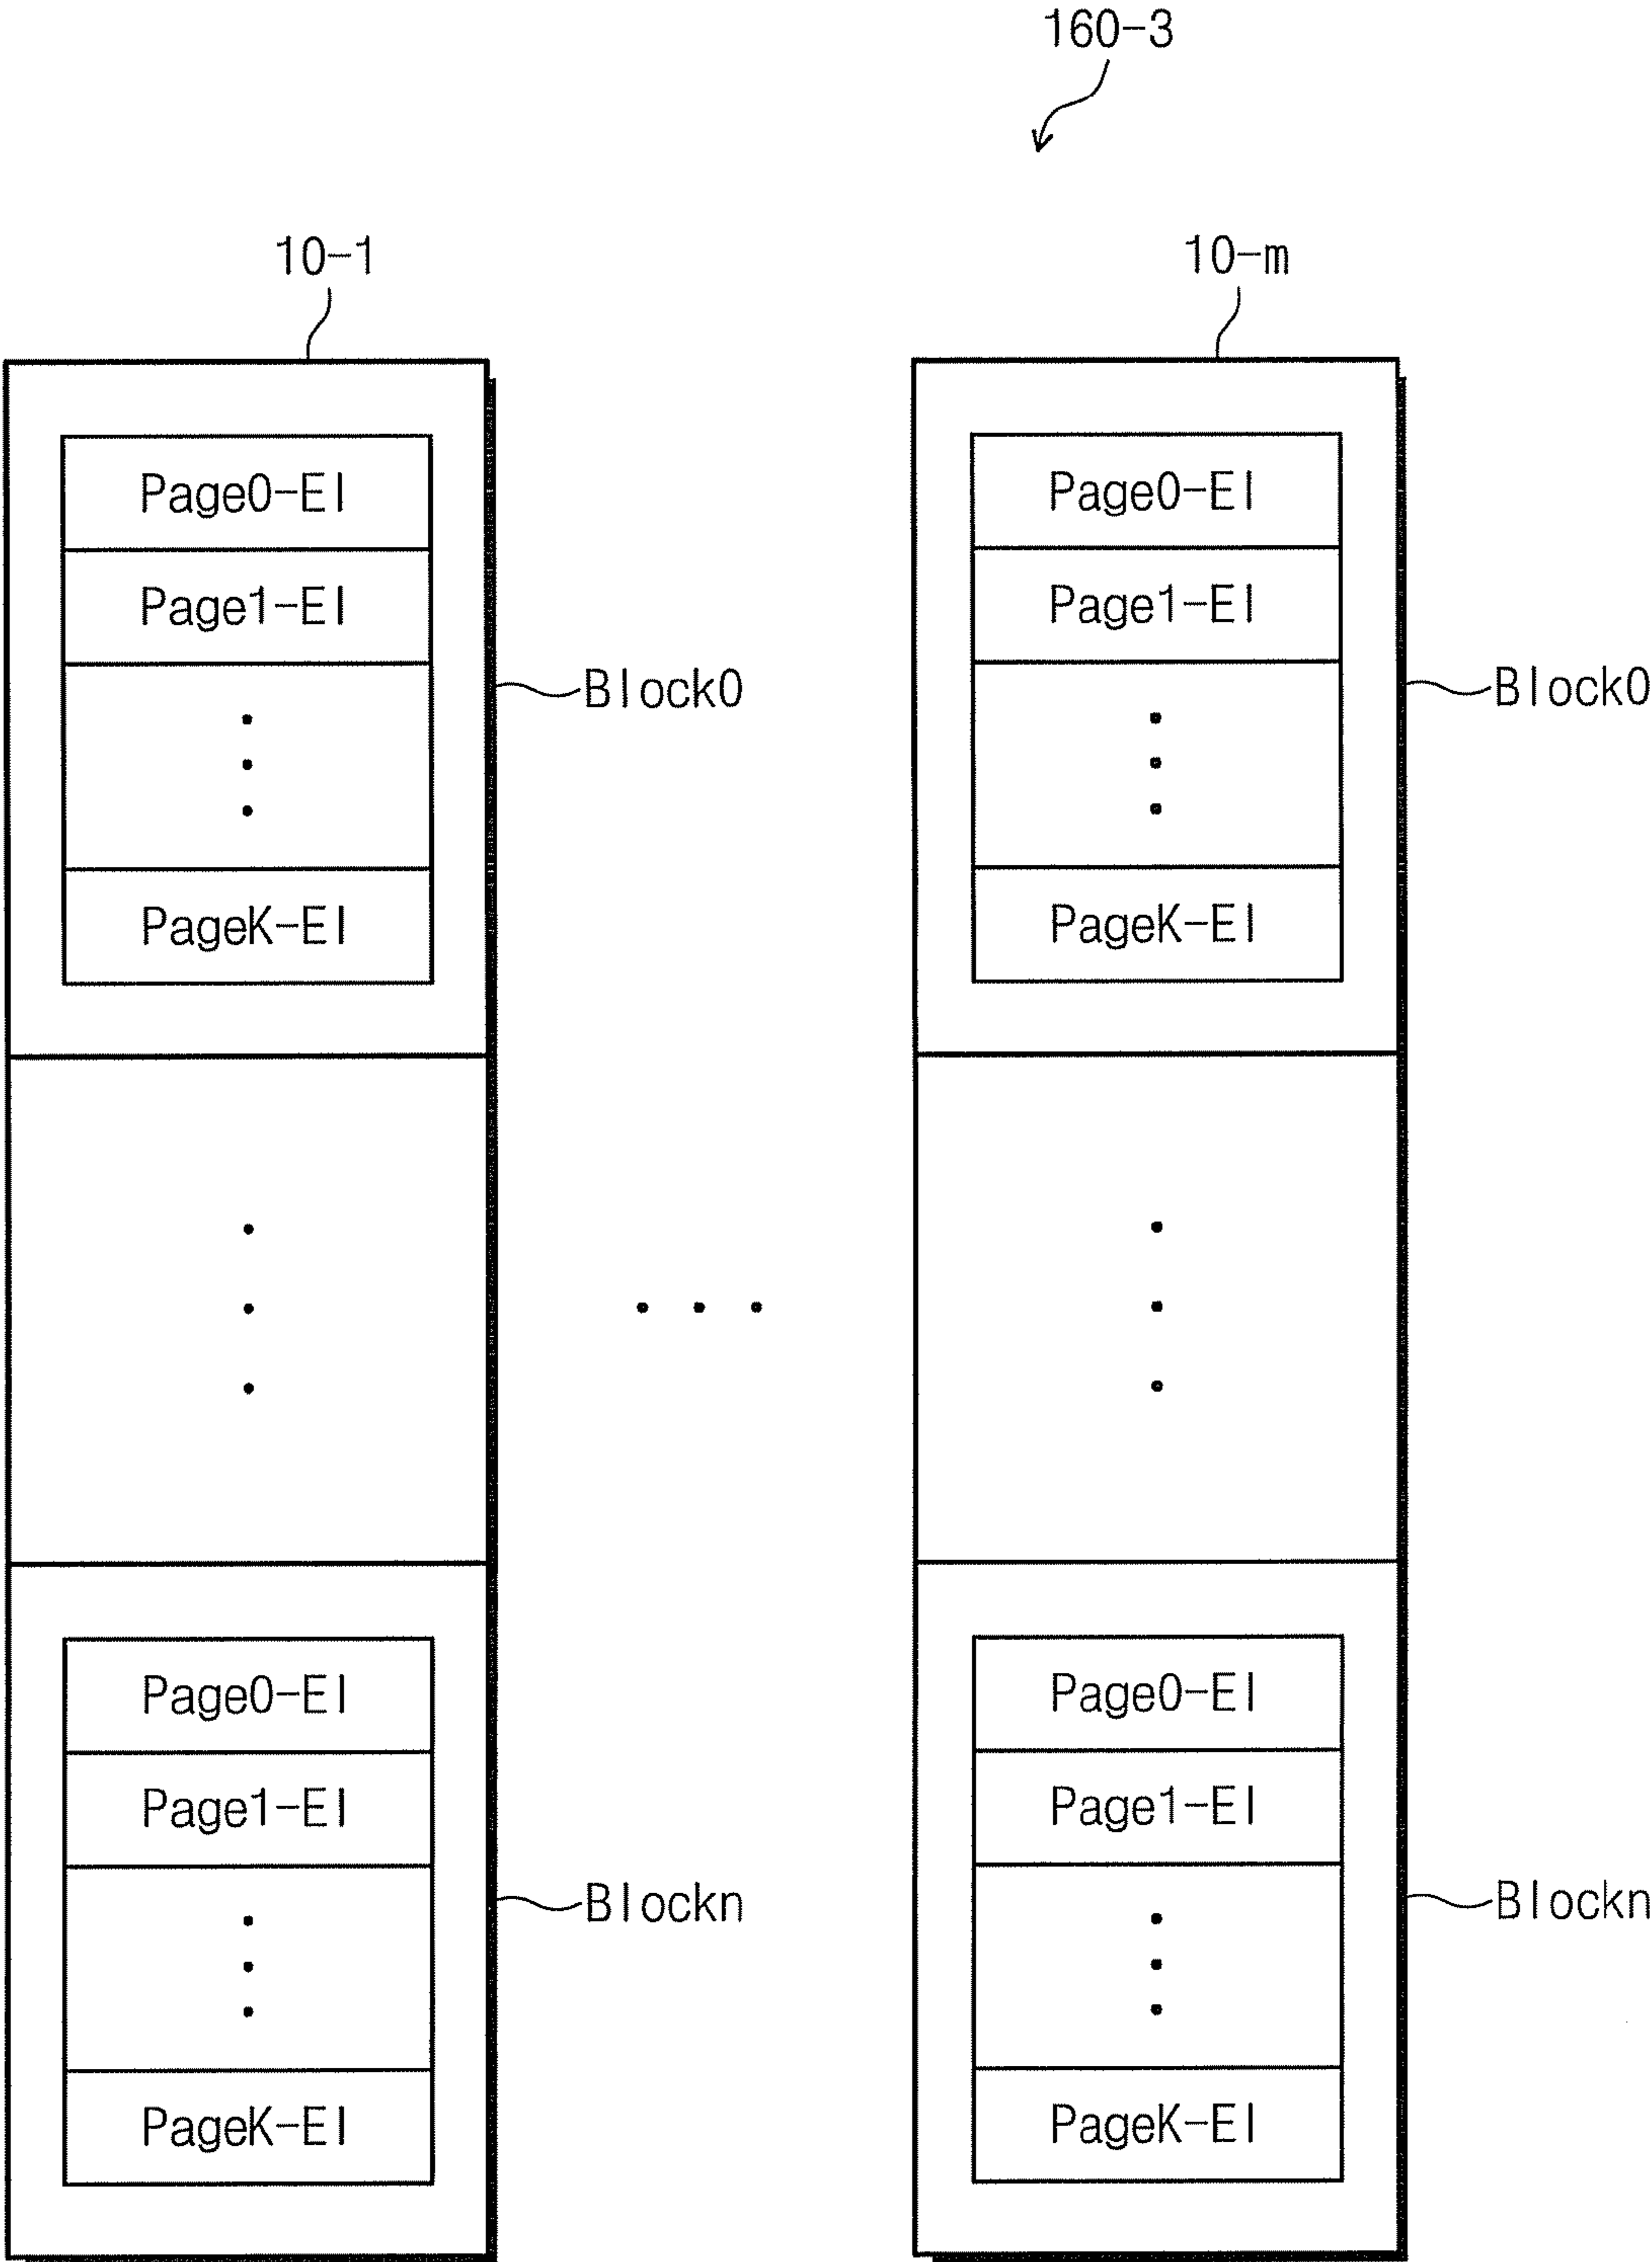 160-3
10-1
10-m
Page0-EI
Page1-EI
PageK-EI
Block0
Page0-EI
Page1-EI
PageK-EI
Block0
Page0-EI
Page1-EI
PageK-EI
Blockn
Page0-EI
Page1-EI
PageK-EI
Blockn